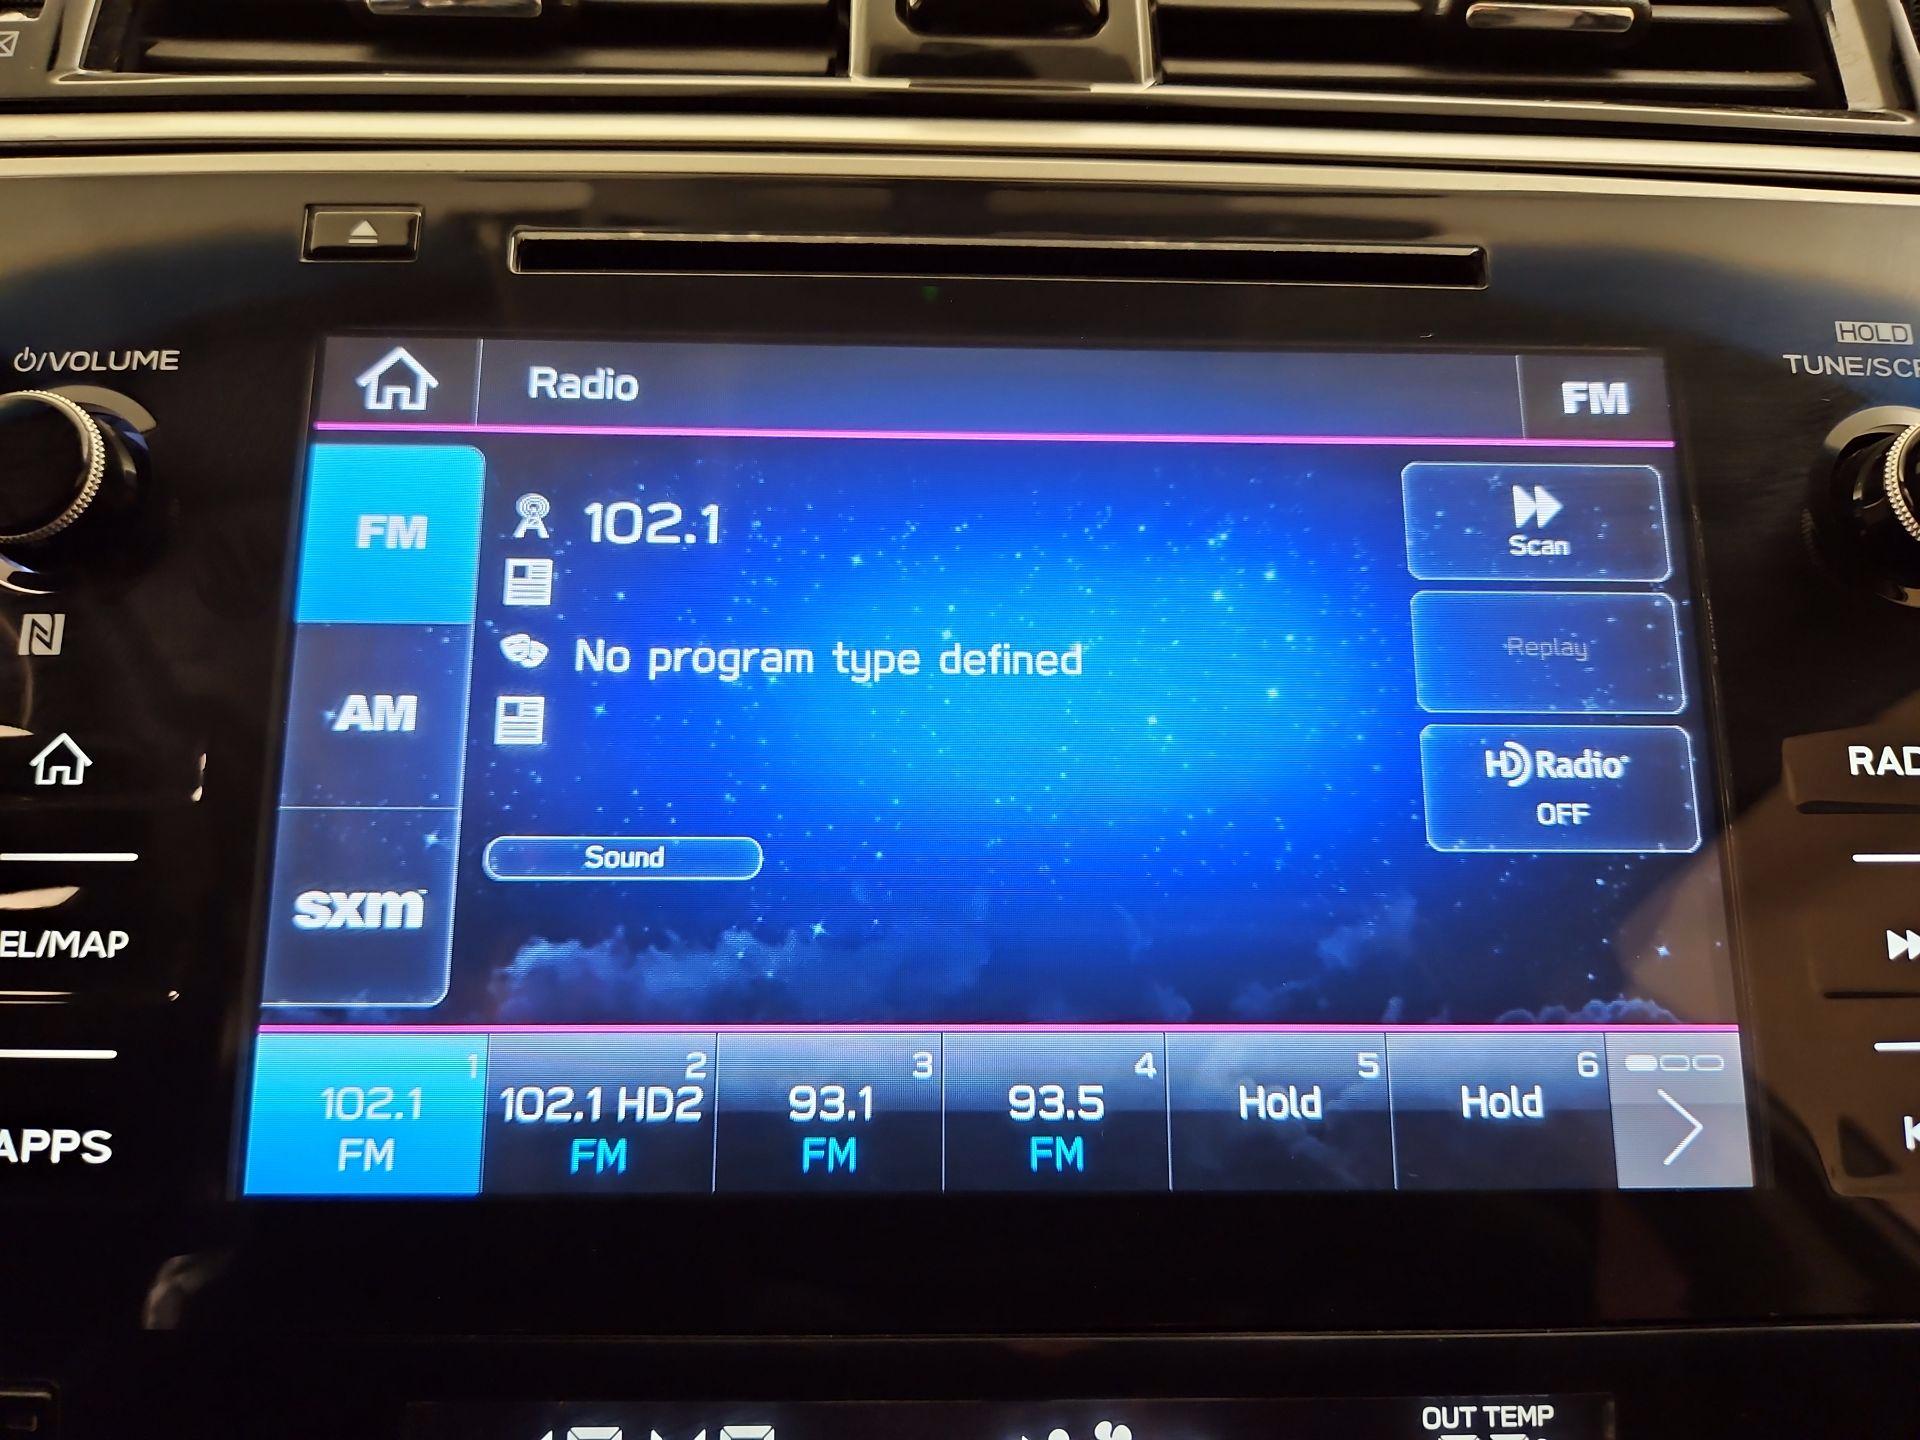 VOLUME
HOLD
TUNE/SCR
Radio
FM
FM
102.1
Scan
No program type defined
Replay
AM
HD Radio
OFF
RAD
Sound
sxm
EL/MAP
1
2
3
4
5
6
102.1
102.1 HD2
93.1
93.5
Hold
Hold
FM
FM
FM
FM
APPS
OUT TEMP